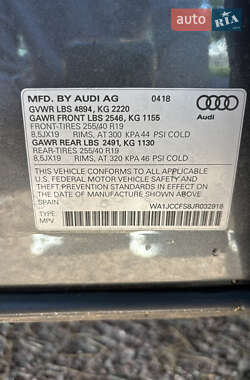 AUTO.RIA
MFD. BY AUDI AG 0418
GVWR LBS 4894, KG 2220
GAWR FRONT LBS 2546, KG 1155
FRONT-TIRES 255/40 R19
8,5JX19 RIMS, AT 300 KPA 44 PSI COLD
GAWR REAR LBS 2491, KG 1130
REAR-TIRES 255/40 R19
8,5JX19 RIMS, AT 320 KPA 46 PSI COLD
Audi
THIS VEHICLE CONFORMS TO ALL APPLICABLE
U.S. FEDERAL MOTOR VEHICLE SAFETY AND
THEFT PREVENTION STANDARDS IN EFFECT ON
THE DATE OF MANUFACTURE SHOWN ABOVE
SPAIN WA1JCCFS8JR032918
TYPE: MPV